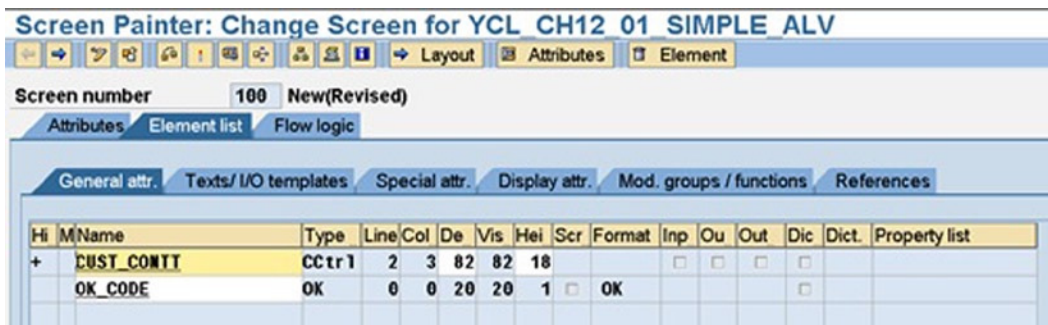 Screen Painter: Change Screen for YCL_CH12_01_SIMPLE_ALV
Layout Attributes Element
Screen number 100 New(Revised)
Attributes Element list Flow logic
General attr. Texts/ I/O templates Special attr. Display attr. Mod. groups / functions References
Hi M Name Type Line Col De Vis Hei Scr Format Inp Ou Out Dic Dict. Property list
+ CUST_CONTT CCtrl 2 3 82 82 18
OK_CODE OK 0 0 20 20 1 OK